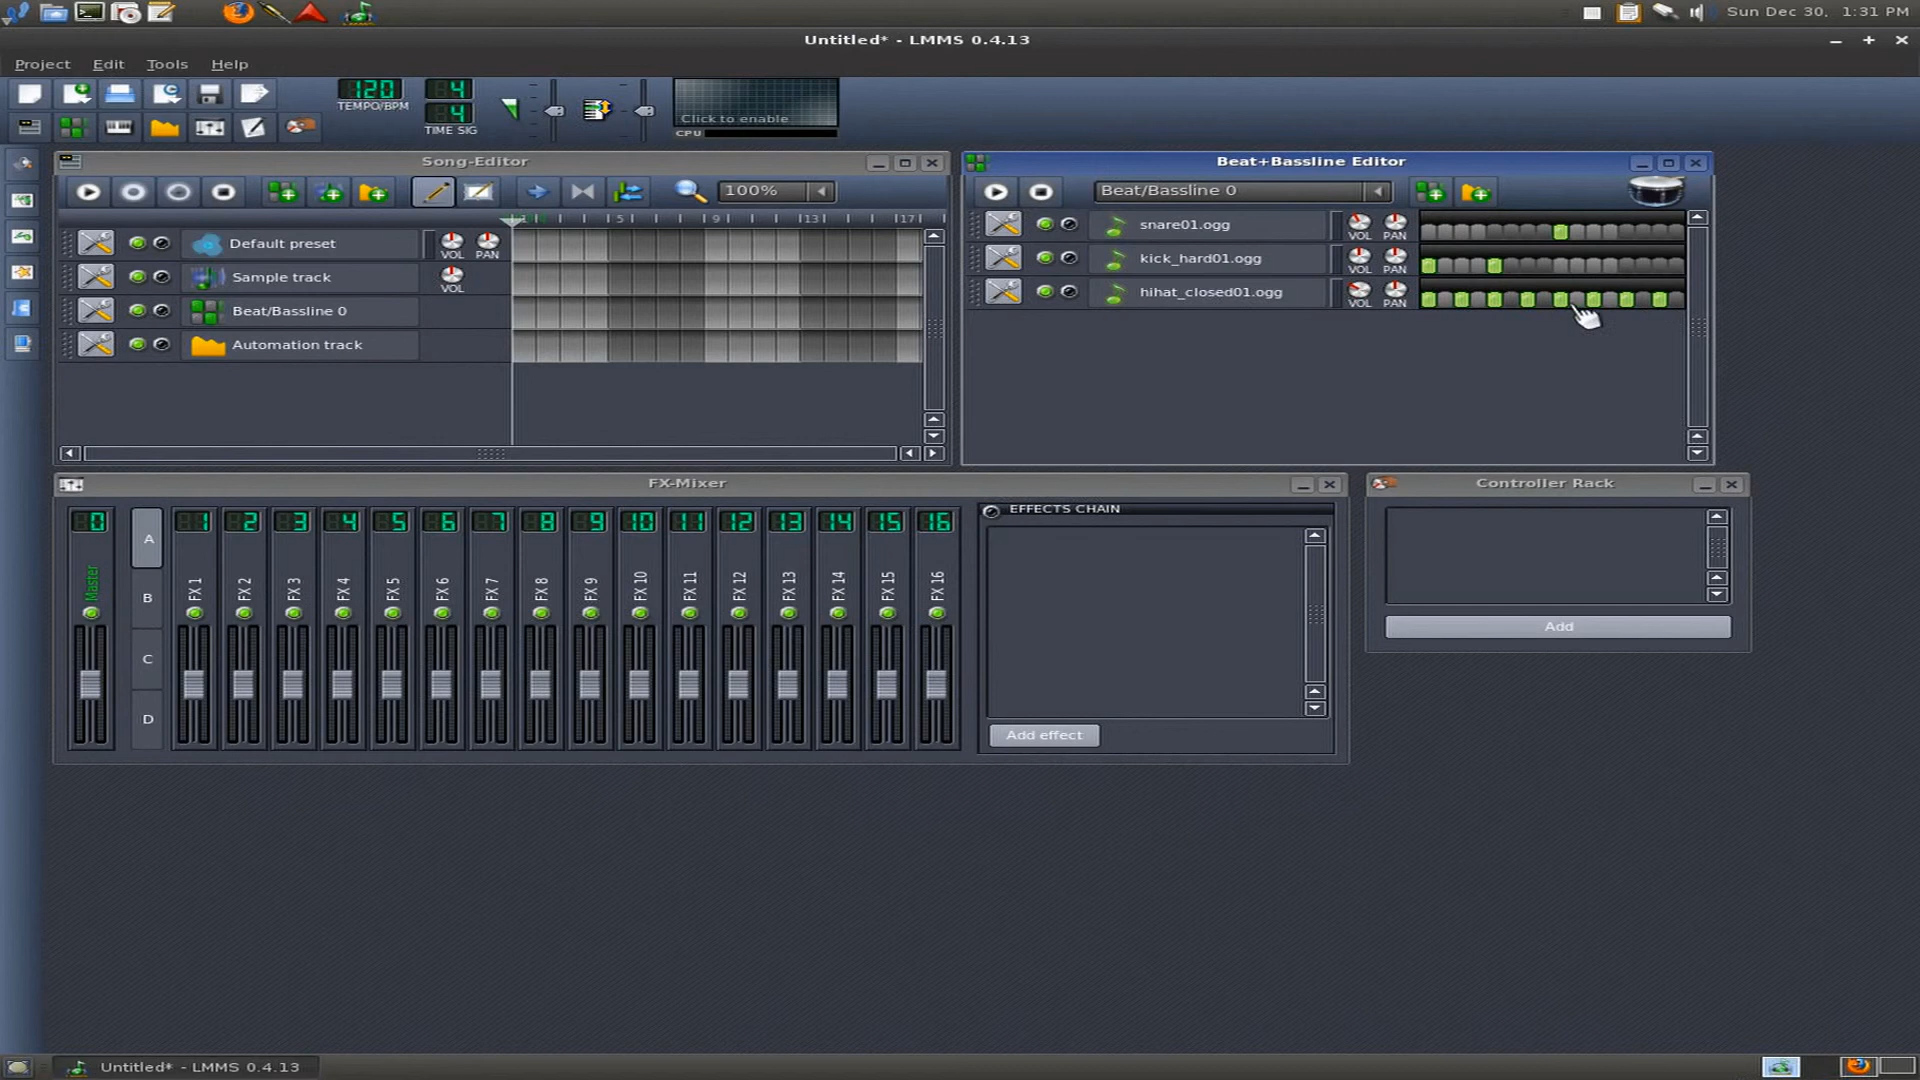 Sun Dec 30, 1:31 PM
Untitled* - LMMS 0.4.13
Project Edit Tools Help
120
TEMPO/BPM
4
4
TIME SIG
Click to enable
CPU
Song-Editor
100%
1 5 9 13 17
Default preset
VOL PAN
Sample track
VOL
Beat/Bassline 0
Automation track
Beat+Bassline Editor
Beat/Bassline 0
snare01.ogg
VOL PAN
kick_hard01.ogg
VOL PAN
hihat_closed01.ogg
VOL PAN
FX-Mixer
0 1 2 3 4 5 6 7 8 9 10 11 12 13 14 15 16
Master
A
B
C
D
FX 1 FX 2 FX 3 FX 4 FX 5 FX 6 FX 7 FX 8 FX 9 FX 10 FX 11 FX 12 FX 13 FX 14 FX 15 FX 16
EFFECTS CHAIN
Add effect
Controller Rack
Add
Untitled* - LMMS 0.4.13